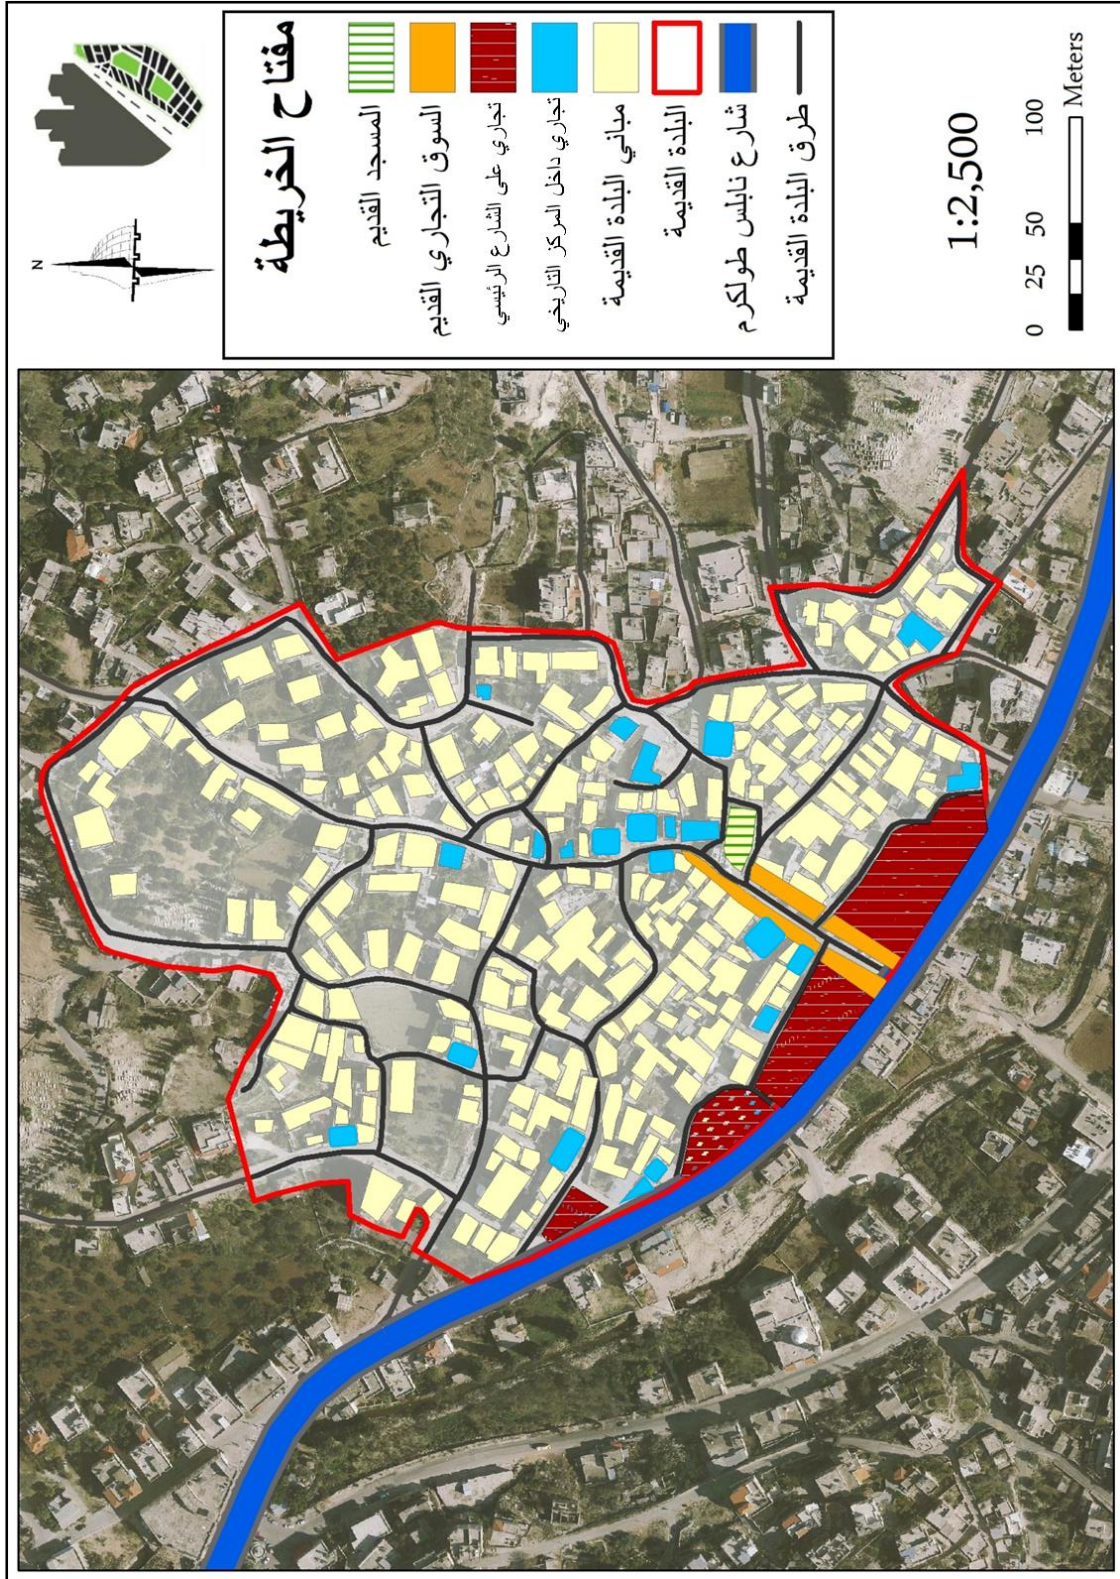 N
مفتاح الخريطة
المسجد القديم
السوق التجاري القديم
تجاري على الشارع الرئيسي
تجاري داخل المركز التاريخي
مباني البلدة القديمة
البلدة القديمة
شارع نابلس طولكرم
طرق البلدة القديمة
1:2,500
0 25 50 100 Meters